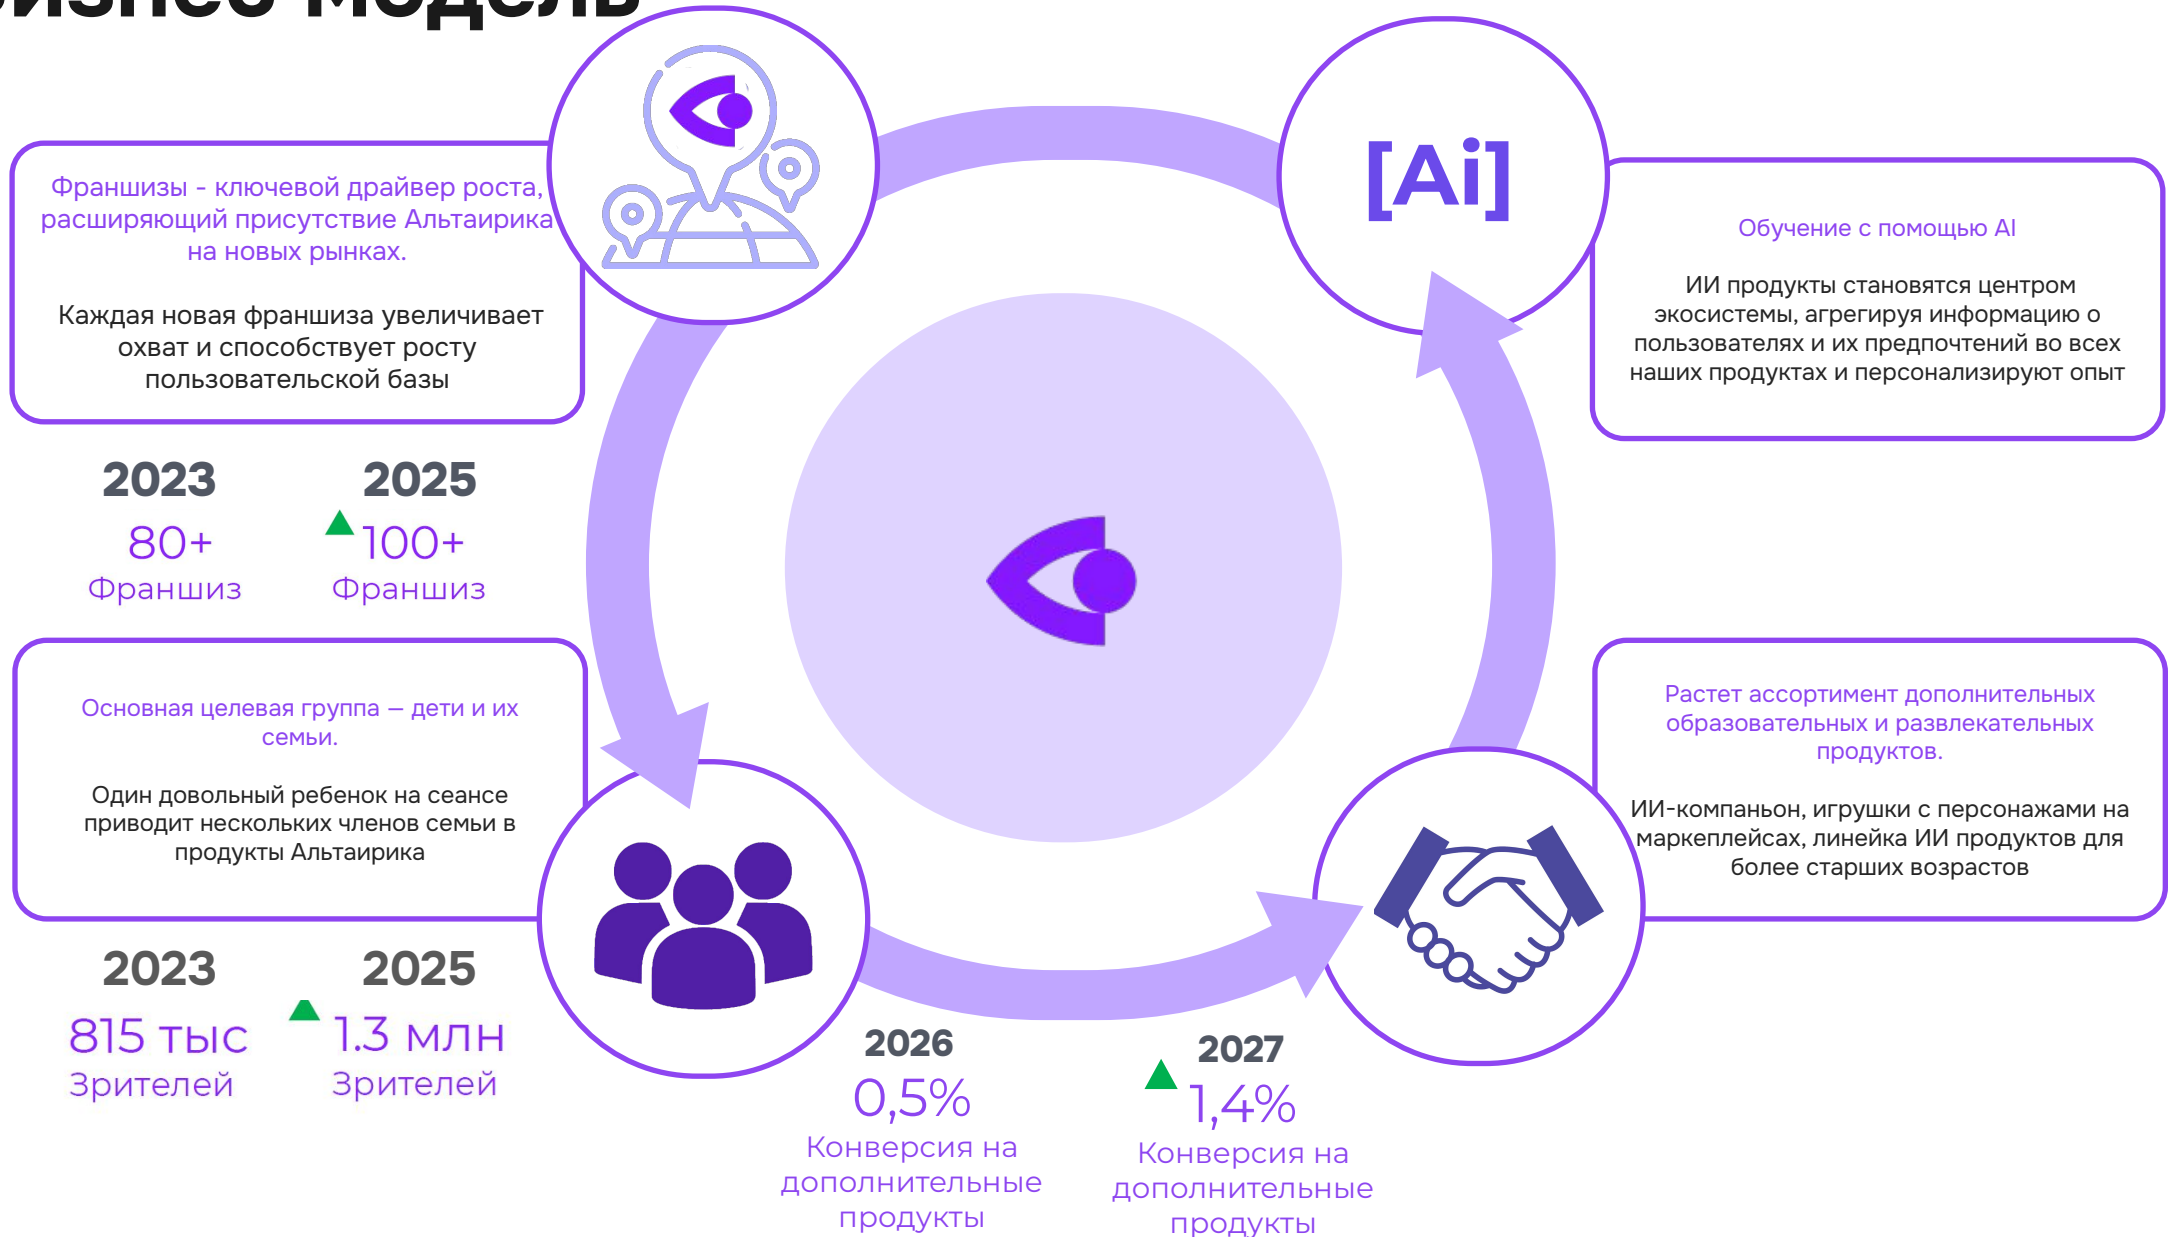 бизнес модель
Франшизы - ключевой драйвер роста,
расширяющий присутствие Альтаирика
на новых рынках.
Каждая новая франшиза увеличивает
охват и способствует росту
пользовательской базы
2023
80+
Франшиз
2025
100+
Франшиз
[Ai]
Обучение с помощью AI
ИИ продукты становятся центром
экосистемы, агрегируя информацию о
пользователях и их предпочтений во всех
наших продуктах и персонализируют опыт
Основная целевая группа — дети и их
семьи.
Один довольный ребенок на сеансе
приводит нескольких членов семьи в
продукты Альтаирика
2023
815 тыс
Зрителей
2025
1.3 млн
Зрителей
Растет ассортимент дополнительных
образовательных и развлекательных
продуктов.
ИИ-компаньон, игрушки с персонажами на
маркеплейсах, линейка ИИ продуктов для
более старших возрастов
2026
0,5%
Конверсия на
дополнительные
продукты
2027
1,4%
Конверсия на
дополнительные
продукты